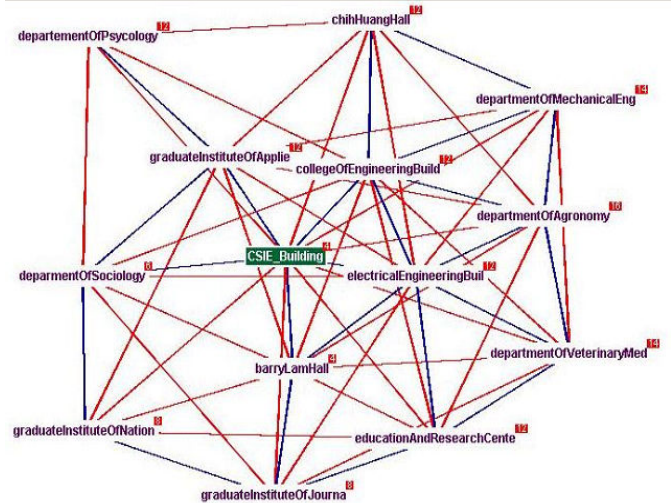 chihHuangHall 12
departementOfPsycology 12
departmentOfMechanicalEng 14
graduateInstituteOfApplie 12
collegeOfEngineeringBuild 12
departmentOfAgronomy 16
CSIE_Building 4
deparmentOfSociology 6
electricalEngineeringBuil 12
departmentOfVeterinaryMed 14
barryLamHall 4
graduateInstituteOfNation 8
educationAndResearchCente 12
graduateInstituteOfJourna 8